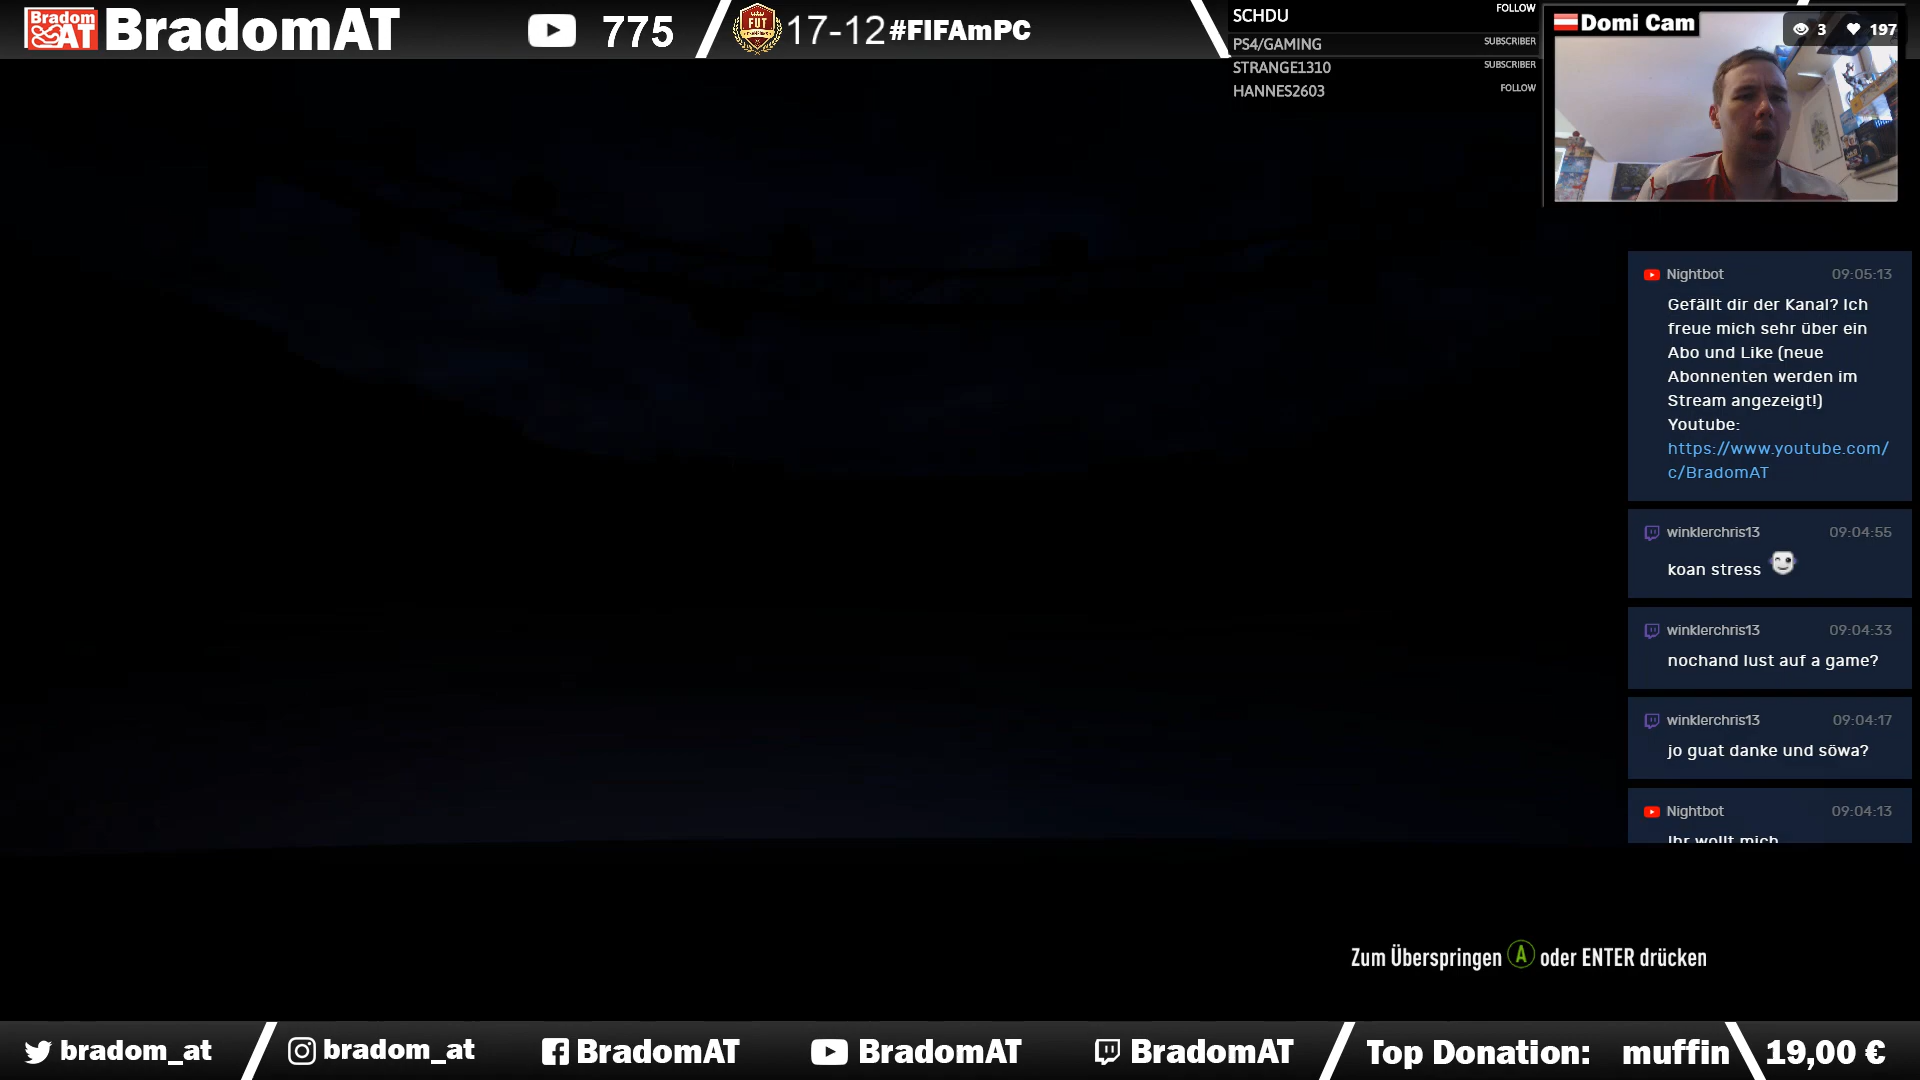 Bradom
AT
BradomAT
775
FUT
17-12 #FIFAmPC
SCHDU FOLLOW
PS4/GAMING SUBSCRIBER
STRANGE1310 SUBSCRIBER
HANNES2603 FOLLOW
Domi Cam
3 197
Nightbot 09:05:13
Gefällt dir der Kanal? Ich
freue mich sehr über ein
Abo und Like (neue
Abonnenten werden im
Stream angezeigt!)
Youtube:
https://www.youtube.com/
c/BradomAT
winklerchris13 09:04:55
koan stress
winklerchris13 09:04:33
nochand lust auf a game?
winklerchris13 09:04:17
jo guat danke und söwa?
Nightbot 09:04:13
Ihr wollt mich
Zum Überspringen A oder ENTER drücken
bradom_at
bradom_at
BradomAT
BradomAT
BradomAT
Top Donation: muffin 19,00 €